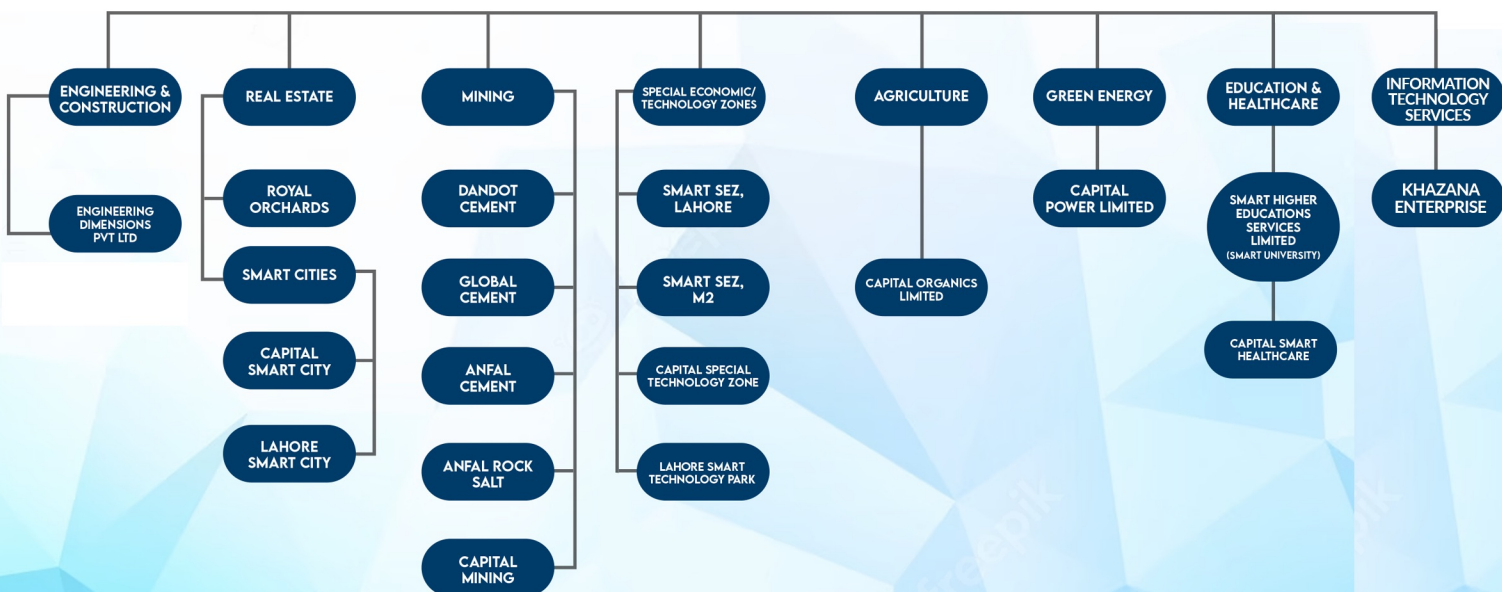 ENGINEERING &
CONSTRUCTION
ENGINEERING
DIMENSIONS
PVT LTD
REAL ESTATE
ROYAL
ORCHARDS
SMART CITIES
CAPITAL
SMART CITY
LAHORE
SMART CITY
MINING
DANDOT
CEMENT
GLOBAL
CEMENT
ANFAL
CEMENT
ANFAL ROCK
SALT
CAPITAL
MINING
SPECIAL ECONOMIC/
TECHNOLOGY ZONES
SMART SEZ,
LAHORE
SMART SEZ,
M2
CAPITAL SPECIAL
TECHNOLOGY ZONE
LAHORE SMART
TECHNOLOGY PARK
AGRICULTURE
CAPITAL ORGANICS
LIMITED
GREEN ENERGY
CAPITAL
POWER LIMITED
EDUCATION &
HEALTHCARE
SMART HIGHER
EDUCATIONS
SERVICES
LIMITED
(SMART UNIVERSITY)
CAPITAL SMART
HEALTHCARE
INFORMATION
TECHNOLOGY
SERVICES
KHAZANA
ENTERPRISE
freepik